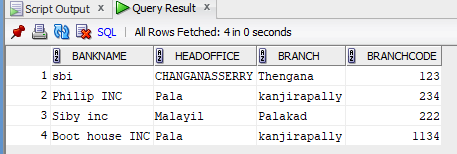 Script Output × Query Result ×
SQL | All Rows Fetched: 4 in 0 seconds
BANKNAME HEADOFFICE BRANCH BRANCHCODE
1 sbi CHANGANASSERRY Thengana 123
2 Philip INC Pala kanjirapally 234
3 Siby inc Malayil Palakad 222
4 Boot house INC Pala kanjirapally 1134